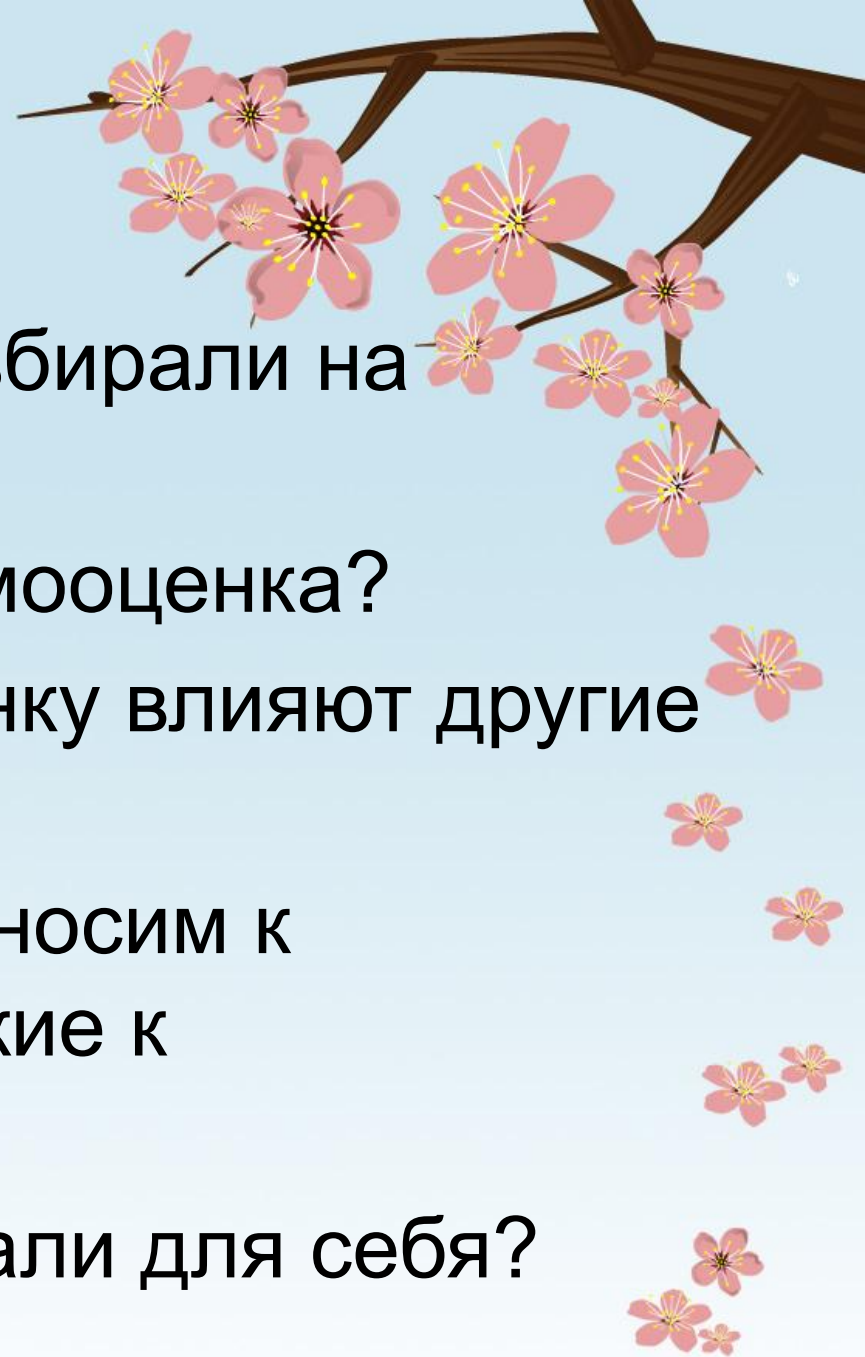 бирали на
мооценка?
нку влияют другие
носим к
кие к
али для себя?